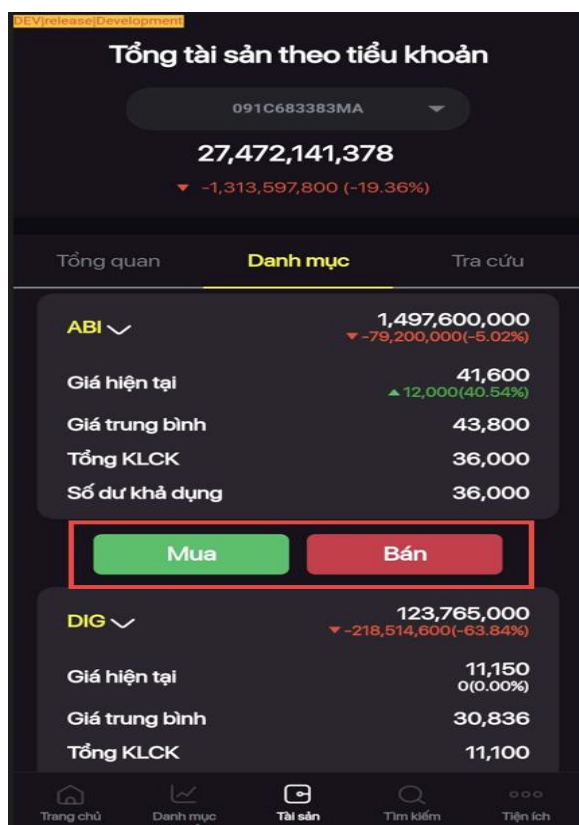 DEV|release|Development
Tổng tài sản theo tiểu khoản
091C683383MA
27,472,141,378
▼ -1,313,597,800 (-19.36%)
Tổng quan Danh mục Tra cứu
ABI 1,497,600,000
▼-79,200,000(-5.02%)
Giá hiện tại 41,600
▲12,000(40.54%)
Giá trung bình 43,800
Tổng KLCK 36,000
Số dư khả dụng 36,000
Mua Bán
DIG 123,765,000
▼-218,514,600(-63.84%)
Giá hiện tại 11,150
0(0.00%)
Giá trung bình 30,836
Tổng KLCK 11,100
Trang chủ Danh mục Tài sản Tìm kiếm Tiện ích